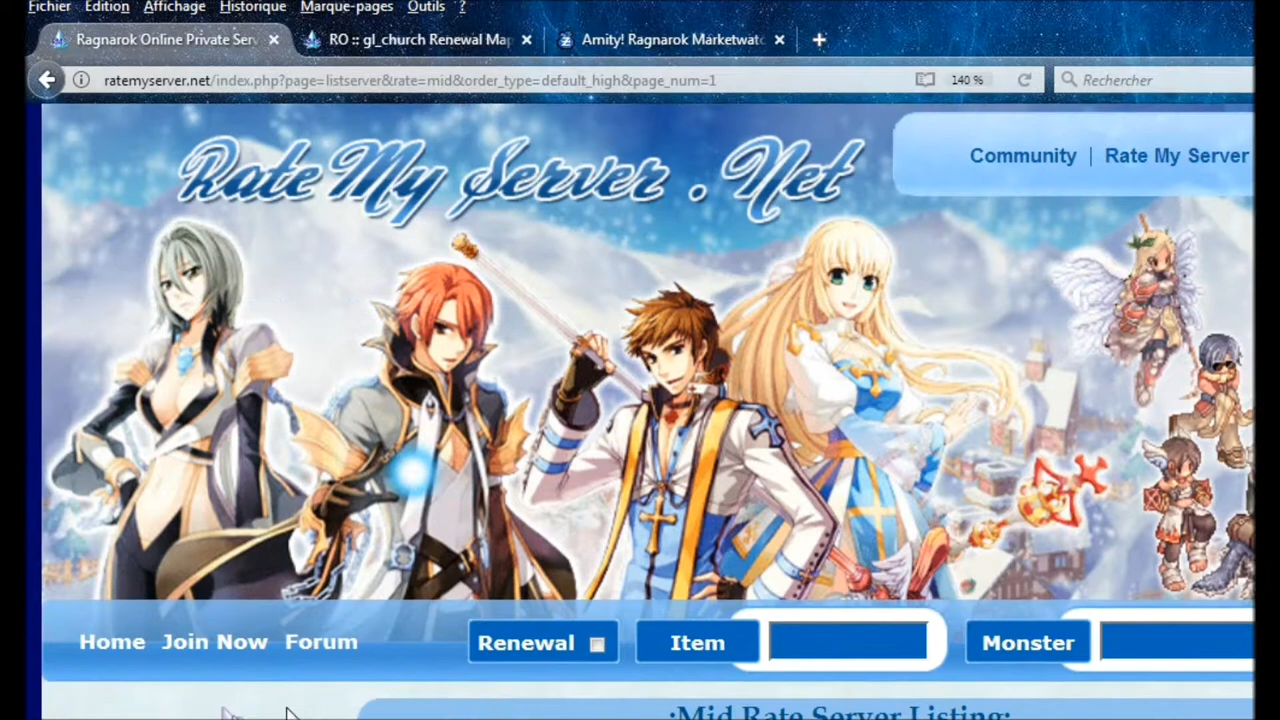 Fichier Edition Affichage Historique Marque-pages Outils ?
Ragnarok Online Private Serv × RO :: gl_church Renewal Map × Amity! Ragnarok Marketwatc × +
ratemyserver.net/index.php?page=listserver&rate=mid&order_type=default_high&page_num=1 140 % Rechercher
Rate My Server . Net
Community | Rate My Server
Home Join Now Forum Renewal Item Monster
:Mid Rate Server Listing: